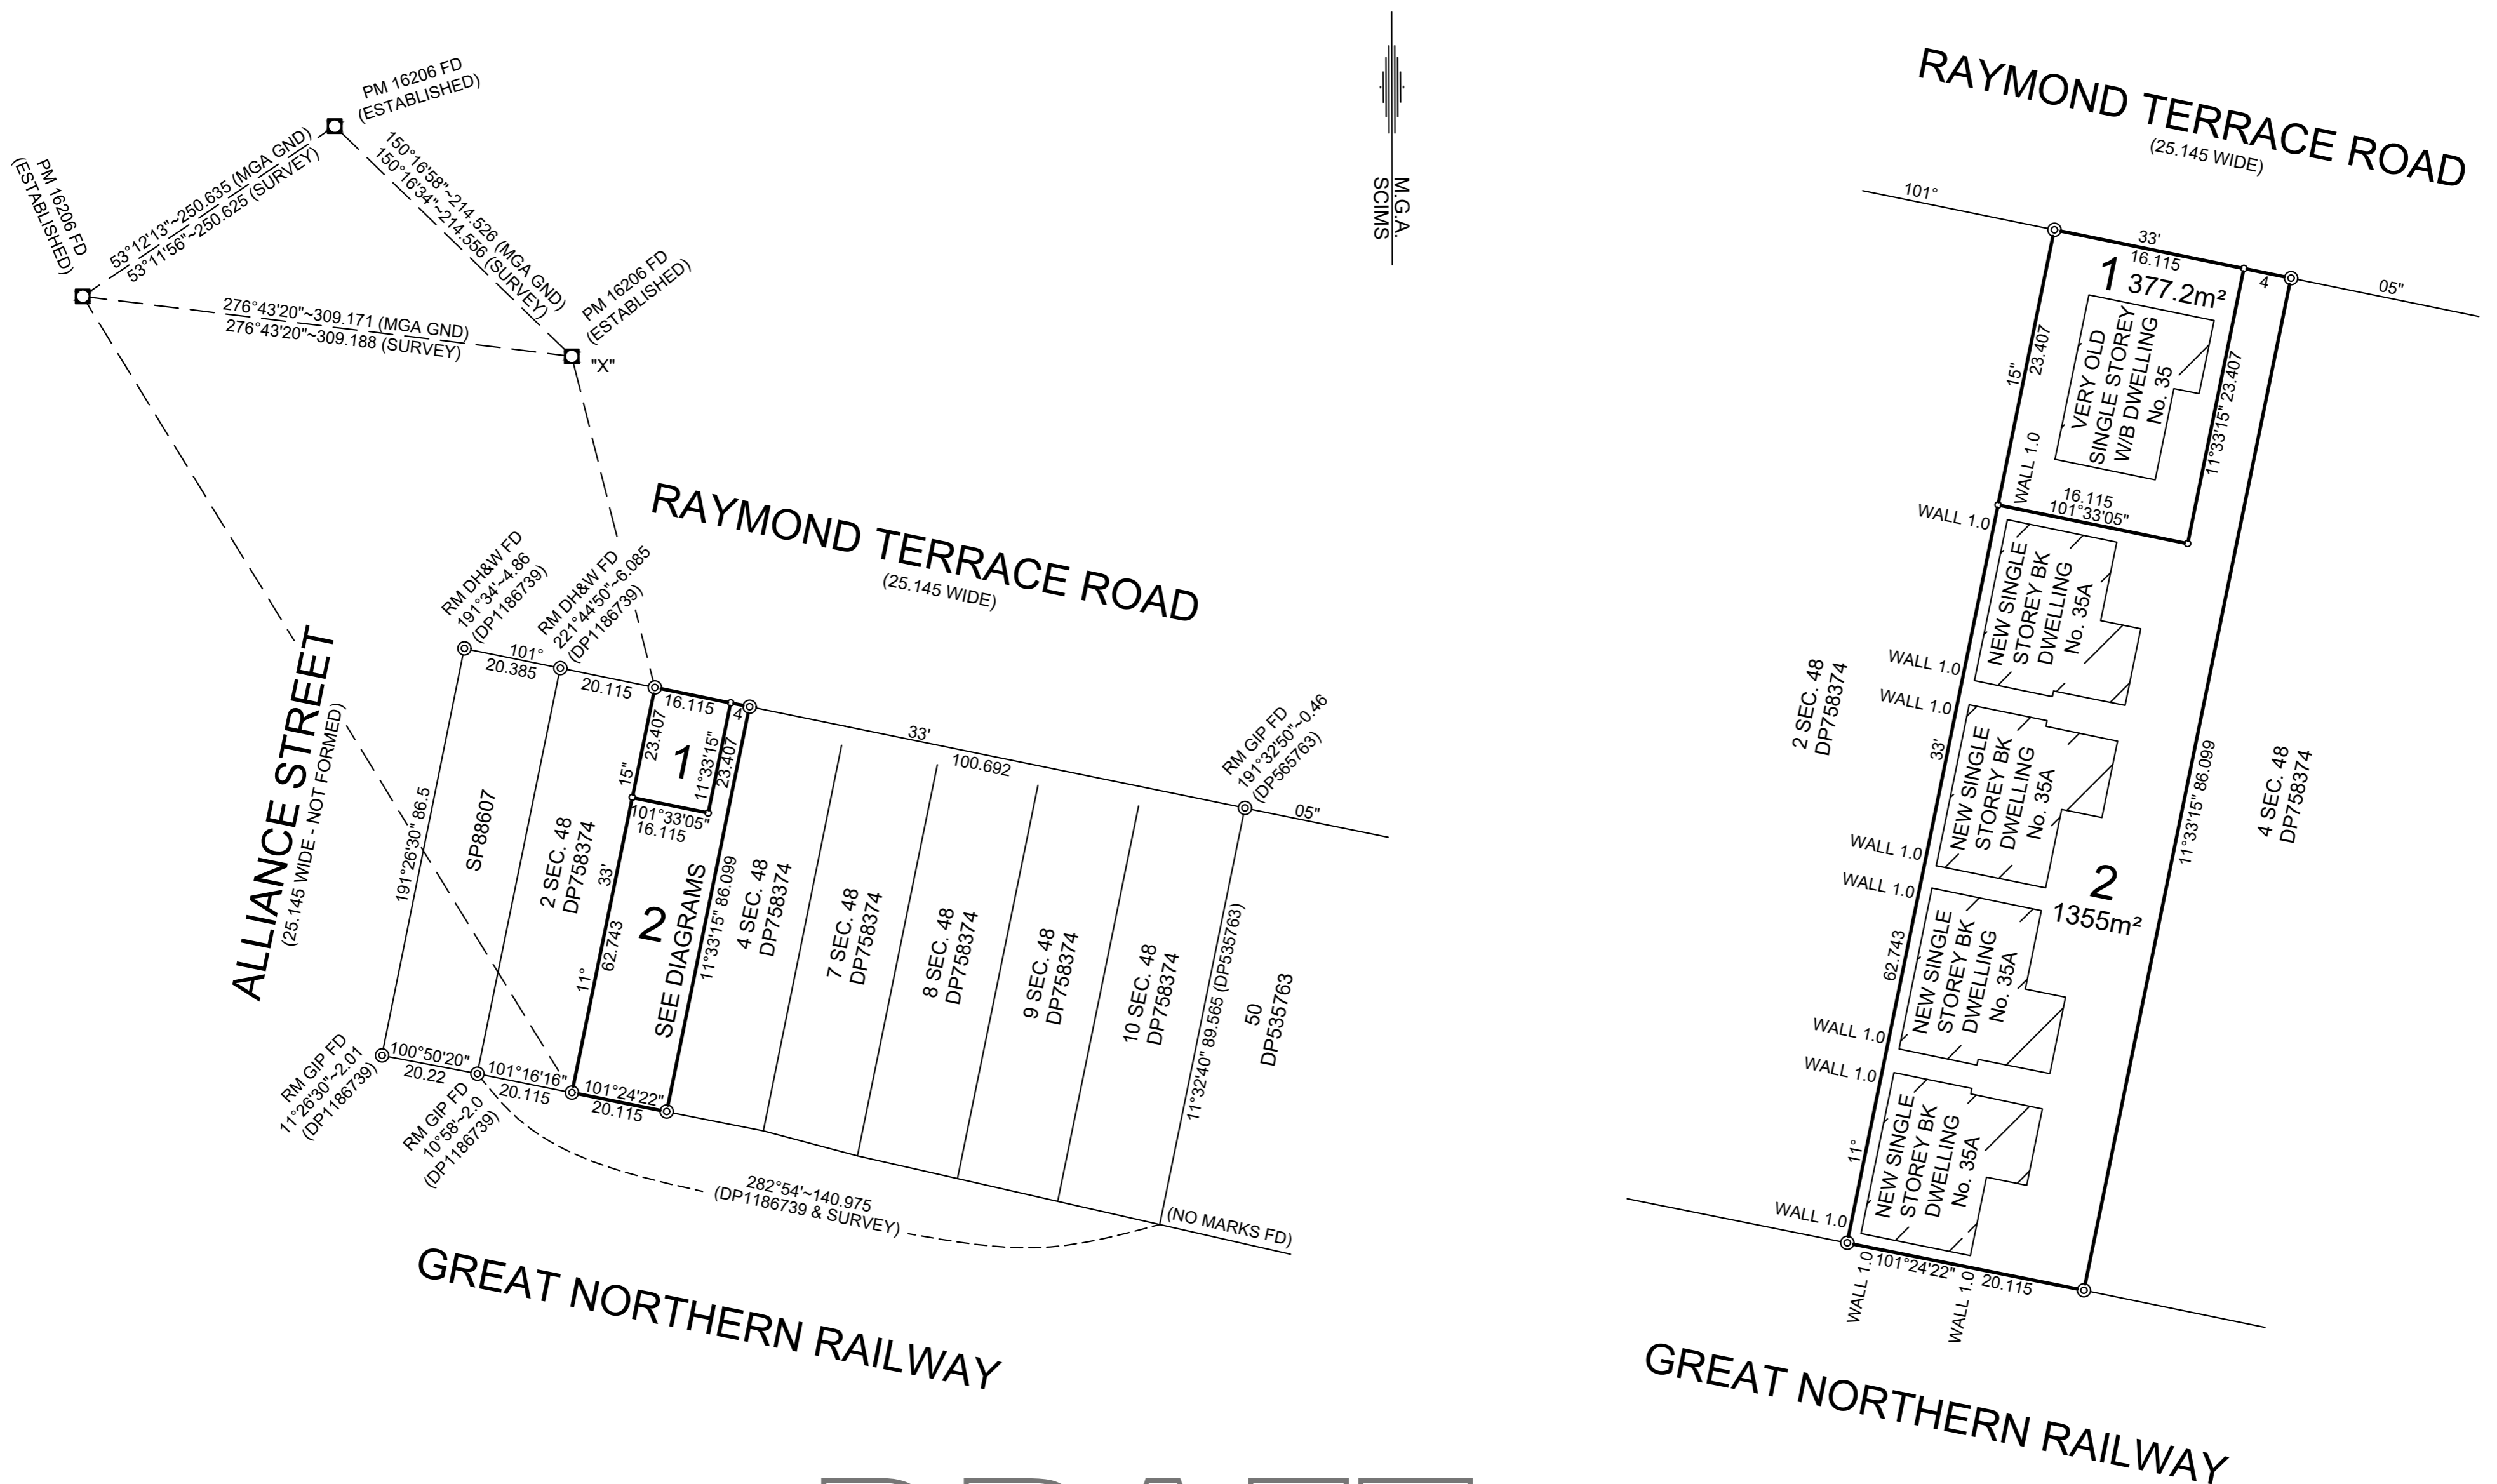 PM 16206 FD
(ESTABLISHED)
PM 16206 FD
(ESTABLISHED)
53°12'13"~250.635 (MGA GND)
53°11'56"~250.625 (SURVEY)
150°16'58"~214.526 (MGA GND)
150°16'34"~214.556 (SURVEY)
PM 16206 FD
(ESTABLISHED)
276°43'20"~309.171 (MGA GND)
276°43'20"~309.188 (SURVEY)
"X"
M.G.A.
SCIMS
RAYMOND TERRACE ROAD
(25.145 WIDE)
RM DH&W FD
191°34'~4.86
(DP1186739)
RM DH&W FD
221°44'50"~6.085
(DP1186739)
101°
20.385
20.115
16.115
4
33'
100.692
RM GIP FD
191°32'50"~0.46
(DP565763)
05"
ALLIANCE STREET
(25.145 WIDE - NOT FORMED)
191°26'30" 86.5
SP88607
2 SEC. 48
DP758374
15"
23.407
1
11°33'15"
23.407
101°33'05"
16.115
33'
62.743
11°
2
SEE DIAGRAMS
11°33'15" 86.099
4 SEC. 48
DP758374
7 SEC. 48
DP758374
8 SEC. 48
DP758374
9 SEC. 48
DP758374
10 SEC. 48
DP758374
11°32'40" 89.565 (DP535763)
50
DP535763
RM GIP FD
11°26'30"~2.01
(DP1186739)
100°50'20"
20.22
RM GIP FD
10°58'~2.0
(DP1186739)
101°16'16"
20.115
101°24'22"
20.115
282°54'~140.975
(DP1186739 & SURVEY)
(NO MARKS FD)
GREAT NORTHERN RAILWAY
RAYMOND TERRACE ROAD
(25.145 WIDE)
101°
33'
16.115
4
05"
1
377.2m²
15"
23.407
VERY OLD
SINGLE STOREY
W/B DWELLING
No. 35
11°33'15" 23.407
WALL 1.0
WALL 1.0
16.115
101°33'05"
NEW SINGLE
STOREY BK
DWELLING
No. 35A
WALL 1.0
WALL 1.0
2 SEC. 48
DP758374
33'
NEW SINGLE
STOREY BK
DWELLING
No. 35A
11°33'15" 86.099
4 SEC. 48
DP758374
WALL 1.0
WALL 1.0
2
1355m²
62.743
NEW SINGLE
STOREY BK
DWELLING
No. 35A
WALL 1.0
WALL 1.0
11°
NEW SINGLE
STOREY BK
DWELLING
No. 35A
WALL 1.0
WALL 1.0
101°24'22"
WALL 1.0
20.115
GREAT NORTHERN RAILWAY